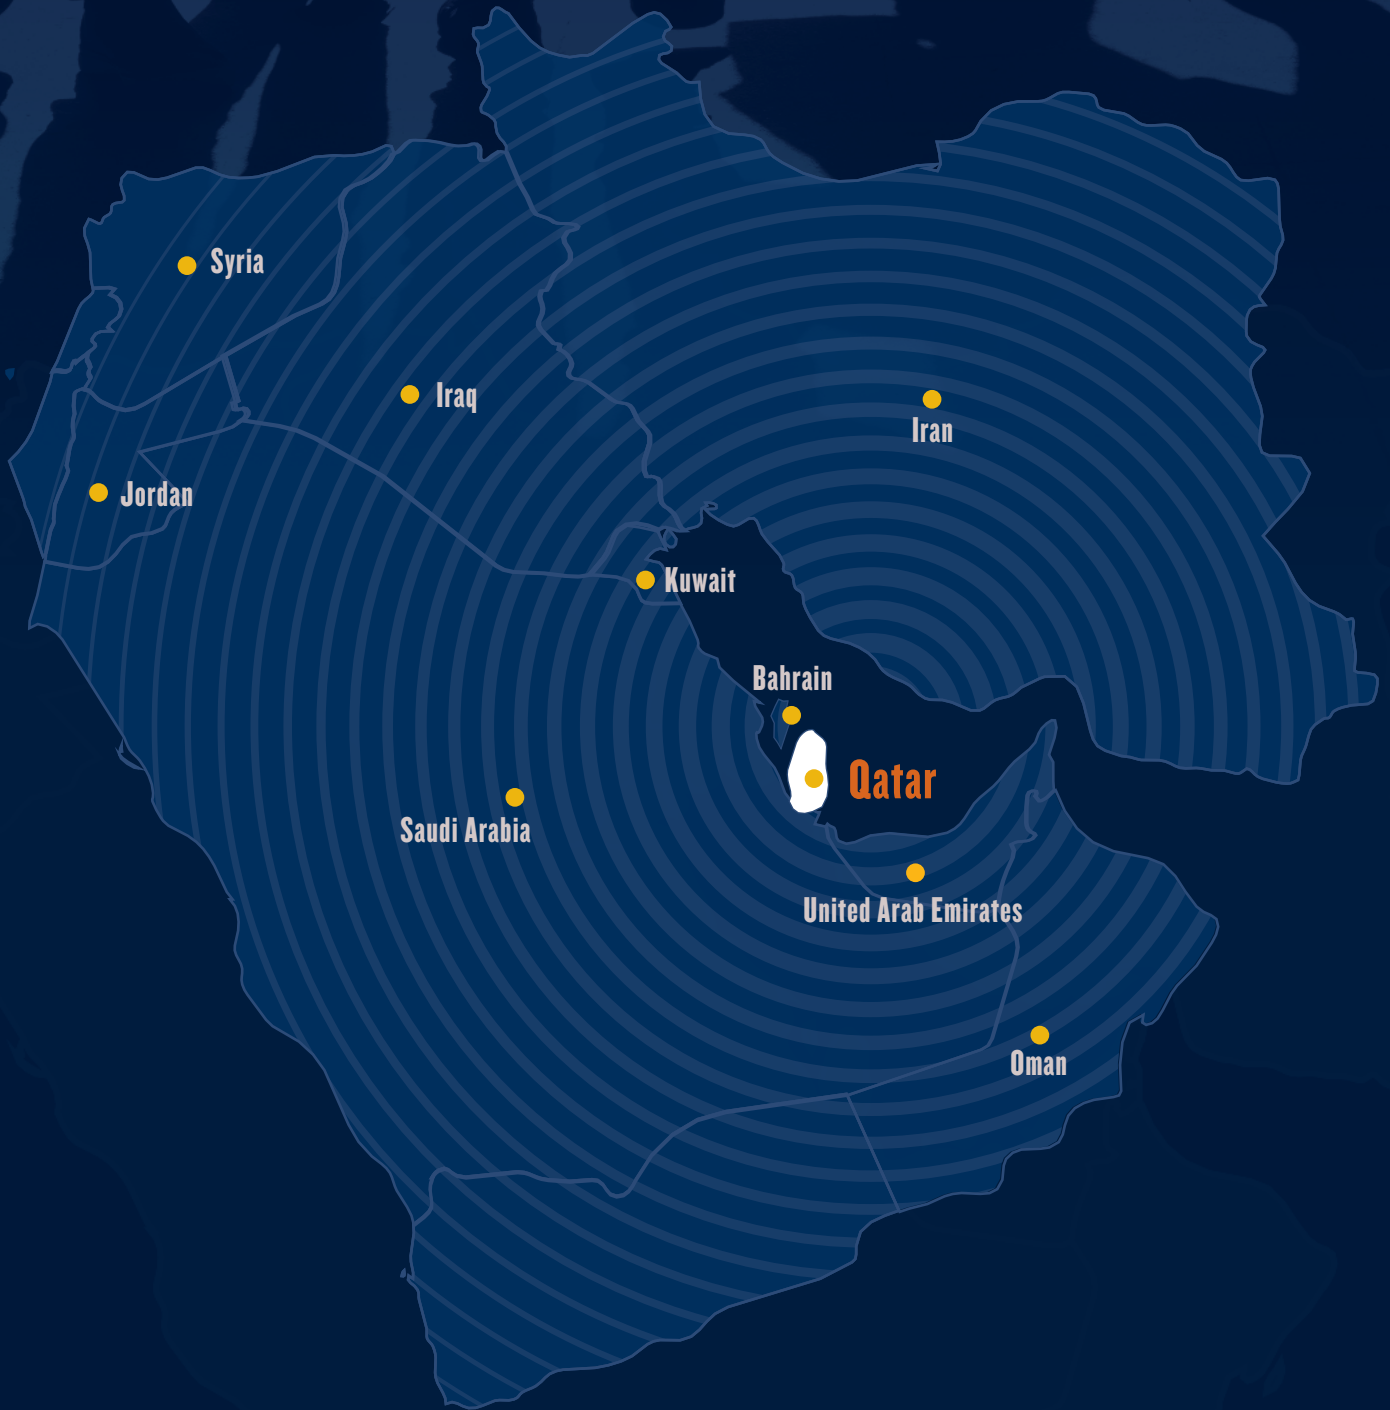 Syria
Iraq
Iran
Jordan
Kuwait
Bahrain
Qatar
Saudi Arabia
United Arab Emirates
Oman